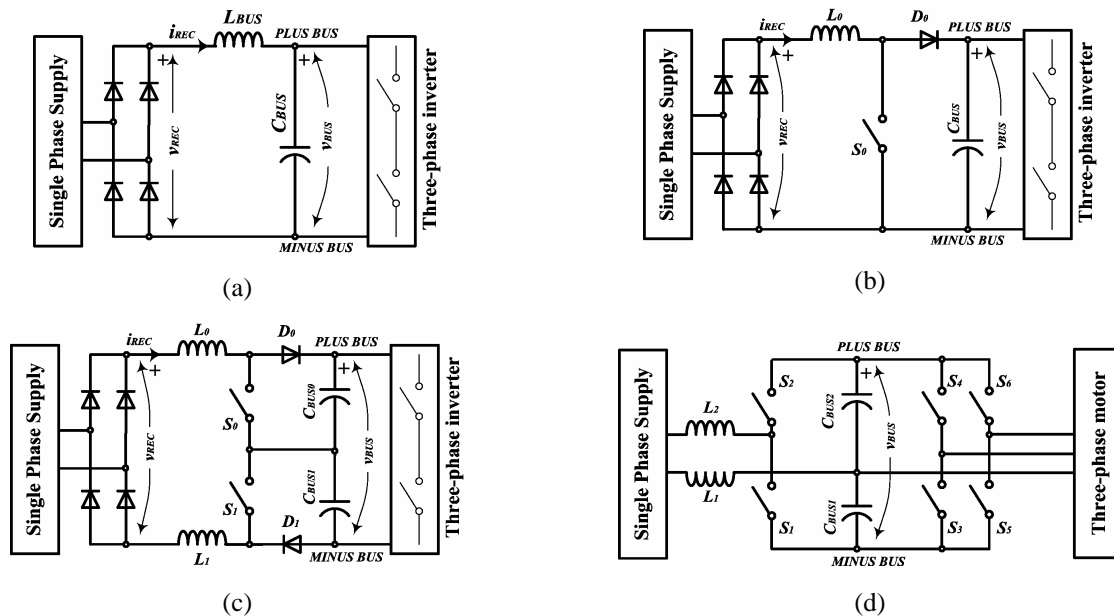 Single Phase Supply
iREC
LBUS
PLUS BUS
+
+
vREC
CBUS
vBUS
MINUS BUS
Three-phase inverter
(a)
Single Phase Supply
iREC
L0
D0
PLUS BUS
+
+
vREC
S0
CBUS
vBUS
MINUS BUS
Three-phase inverter
(b)
Single Phase Supply
iREC
L0
D0
PLUS BUS
+
+
vREC
S0
CBUS0
vBUS
S1
CBUS1
L1
D1
MINUS BUS
Three-phase inverter
(c)
Single Phase Supply
PLUS BUS
S2
+
S4
S6
L2
CBUS2
vBUS
L1
S1
CBUS1
S3
S5
MINUS BUS
Three-phase motor
(d)